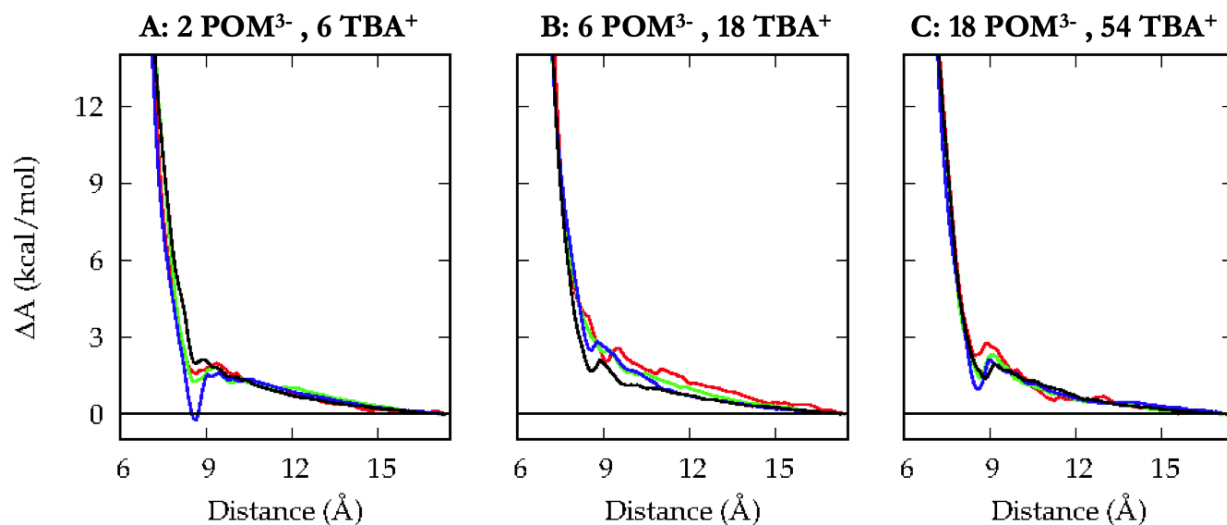 A: 2 POM³⁻ , 6 TBA⁺
B: 6 POM³⁻ , 18 TBA⁺
C: 18 POM³⁻ , 54 TBA⁺
ΔA (kcal/mol)
12
9
6
3
0
6 9 12 15
6 9 12 15
6 9 12 15
Distance (Å)
Distance (Å)
Distance (Å)